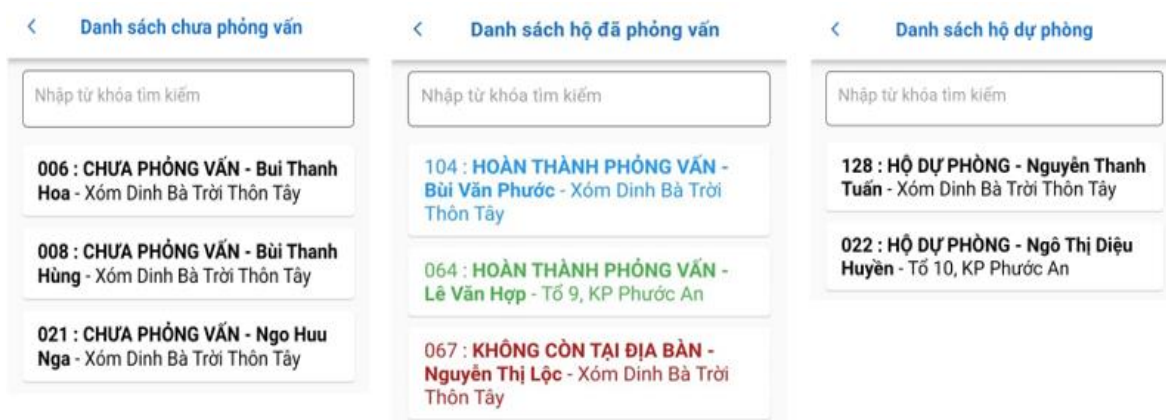 Danh sách chưa phỏng vấn
Nhập từ khóa tìm kiếm
006 : CHƯA PHỎNG VẤN - Bui Thanh
Hoa - Xóm Dinh Bà Trời Thôn Tây
008 : CHƯA PHỎNG VẤN - Bùi Thanh
Hùng - Xóm Dinh Bà Trời Thôn Tây
021 : CHƯA PHỎNG VẤN - Ngo Huu
Nga - Xóm Dinh Bà Trời Thôn Tây
Danh sách hộ đã phỏng vấn
Nhập từ khóa tìm kiếm
104 : HOÀN THÀNH PHỎNG VẤN -
Bùi Văn Phước - Xóm Dinh Bà Trời
Thôn Tây
064 : HOÀN THÀNH PHỎNG VẤN -
Lê Văn Hợp - Tổ 9, KP Phước An
067 : KHÔNG CÒN TẠI ĐỊA BÀN -
Nguyễn Thị Lộc - Xóm Dinh Bà Trời
Thôn Tây
Danh sách hộ dự phòng
Nhập từ khóa tìm kiếm
128 : HỘ DỰ PHÒNG - Nguyễn Thanh
Tuấn - Xóm Dinh Bà Trời Thôn Tây
022 : HỘ DỰ PHÒNG - Ngô Thị Diệu
Huyền - Tổ 10, KP Phước An